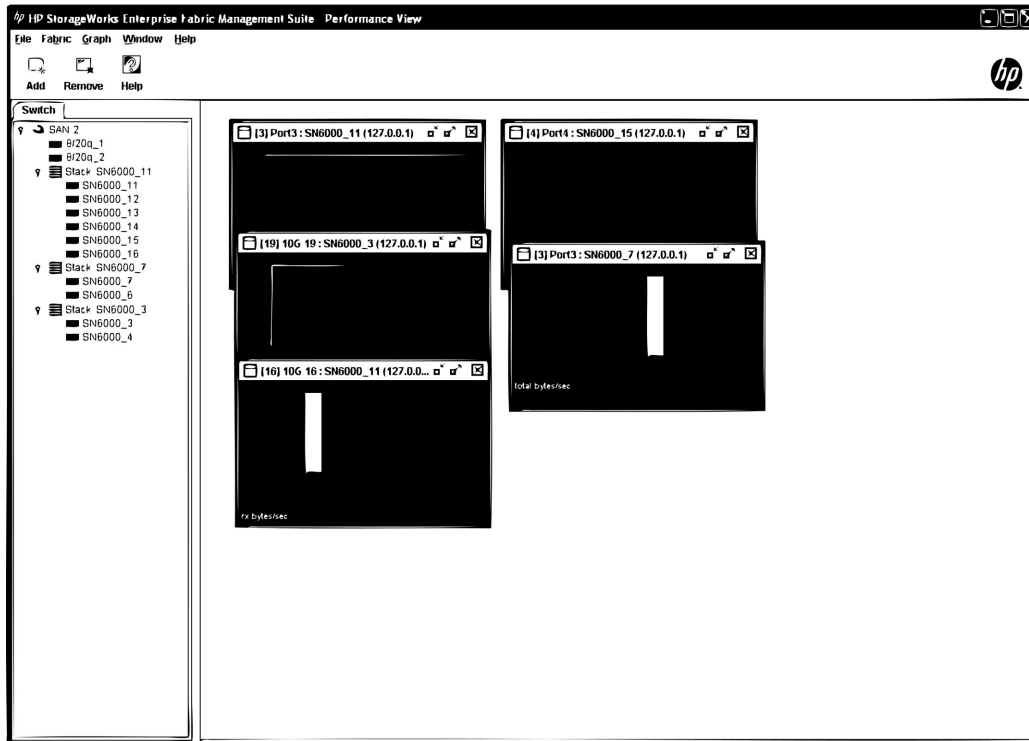 hp HP StorageWorks Enterprise Fabric Management Suite Performance View
File Fabric Graph Window Help
Add Remove Help
hp
Switch
SAN 2
8/20q_1
8/20q_2
Stack SN6000_11
SN6000_11
SN6000_12
SN6000_13
SN6000_14
SN6000_15
SN6000_16
Stack SN6000_7
SN6000_7
SN6000_6
Stack SN6000_3
SN6000_3
SN6000_4
[3] Port3 : SN6000_11 (127.0.0.1)
[4] Port4 : SN6000_15 (127.0.0.1)
[19] 10G 19 : SN6000_3 (127.0.0.1)
[3] Port3 : SN6000_7 (127.0.0.1)
total bytes/sec
[16] 10G 16 : SN6000_11 (127.0.0...
rx bytes/sec